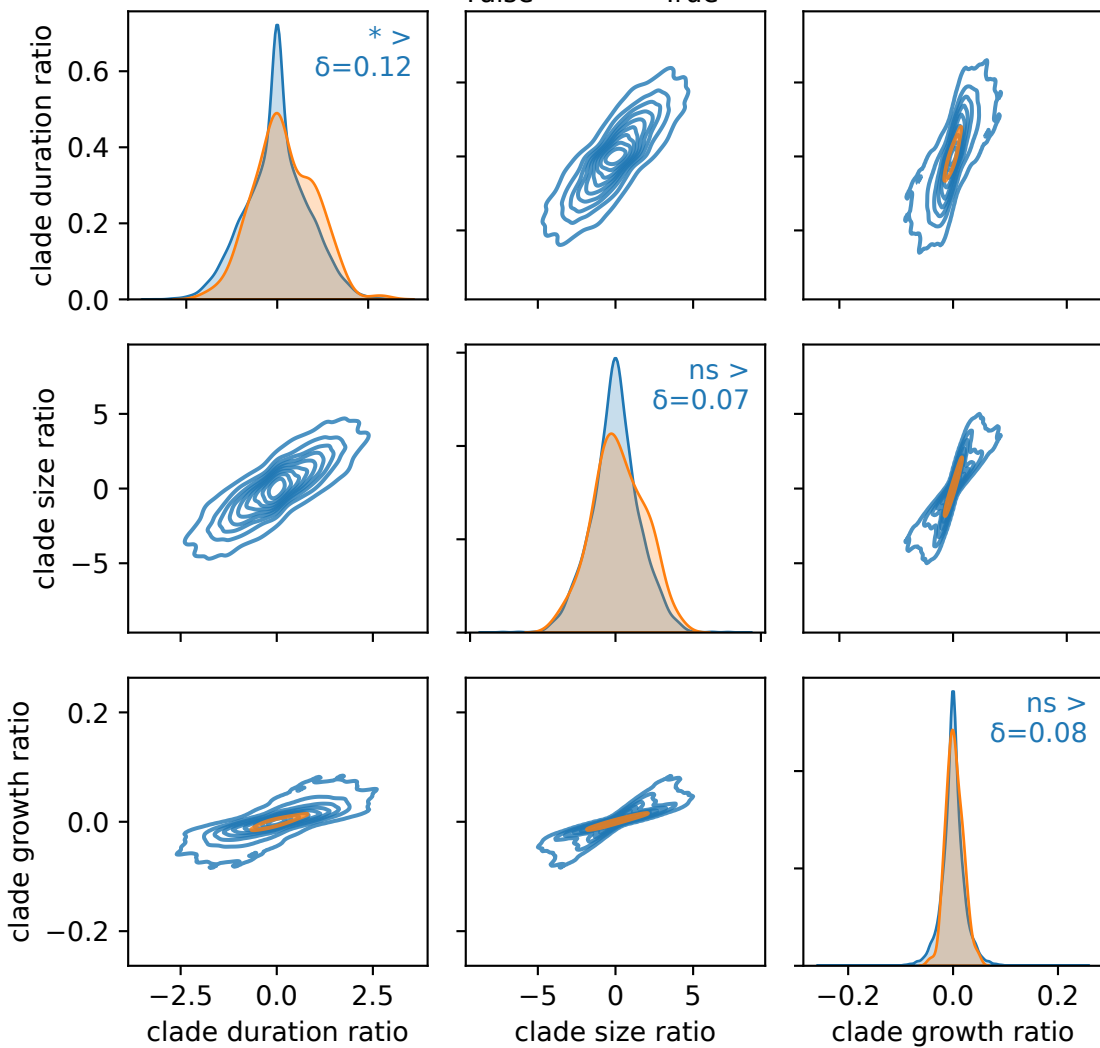 clade duration ratio
0.6
0.4
0.2
0.0
* >
δ=0.12
clade size ratio
5
0
−5
ns >
δ=0.07
clade growth ratio
0.2
0.0
−0.2
ns >
δ=0.08
−2.5 0.0 2.5
−5 0 5
−0.2 0.0 0.2
clade duration ratio
clade size ratio
clade growth ratio